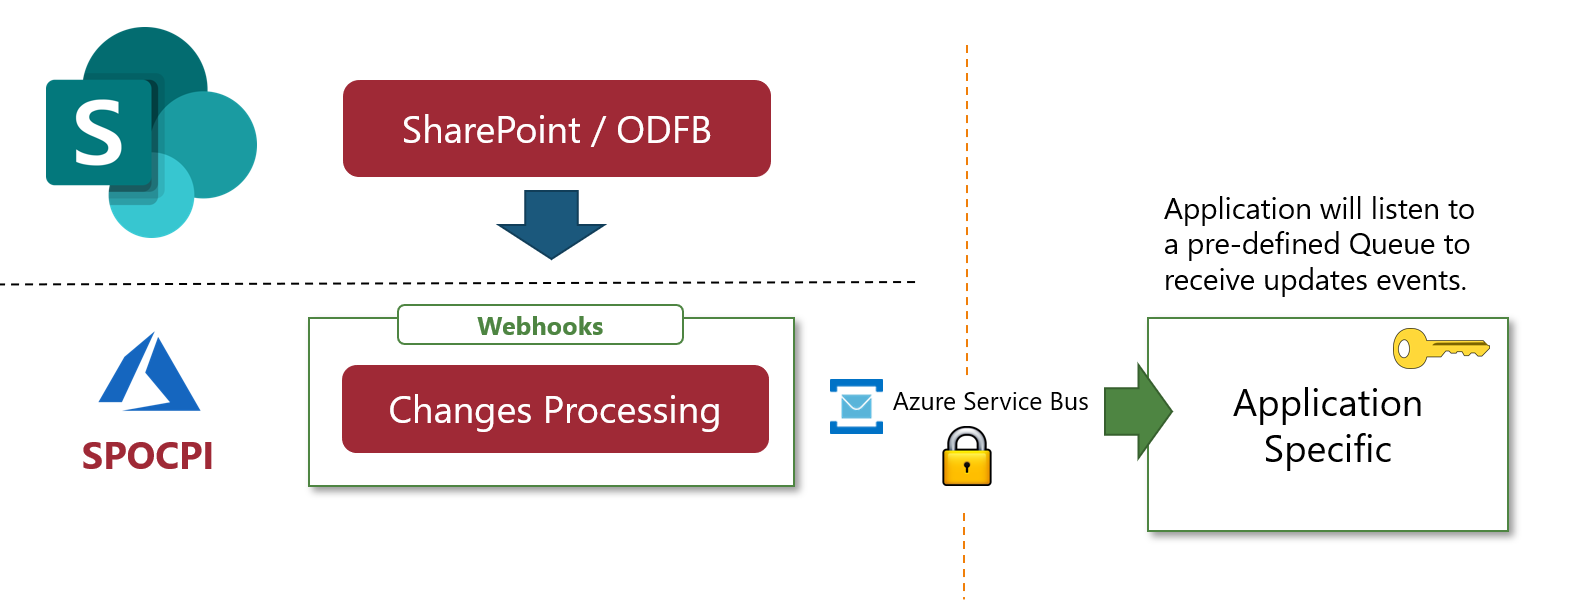 S
SharePoint / ODFB
Application will listen to
a pre-defined Queue to
receive updates events.
Webhooks
Changes Processing
SPOCPI
Azure Service Bus
Application
Specific